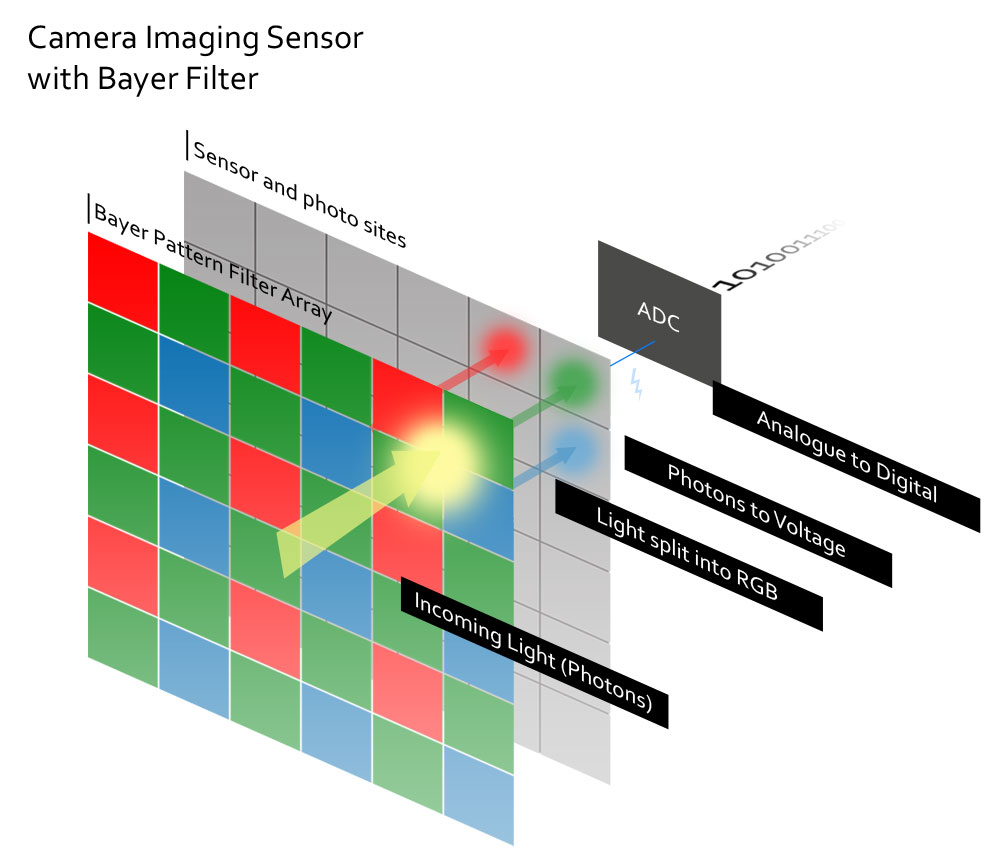 Camera Imaging Sensor
with Bayer Filter
Sensor and photo sites
Bayer Pattern Filter Array
ADC
1010011100
Analogue to Digital
Photons to Voltage
Light split into RGB
Incoming Light (Photons)